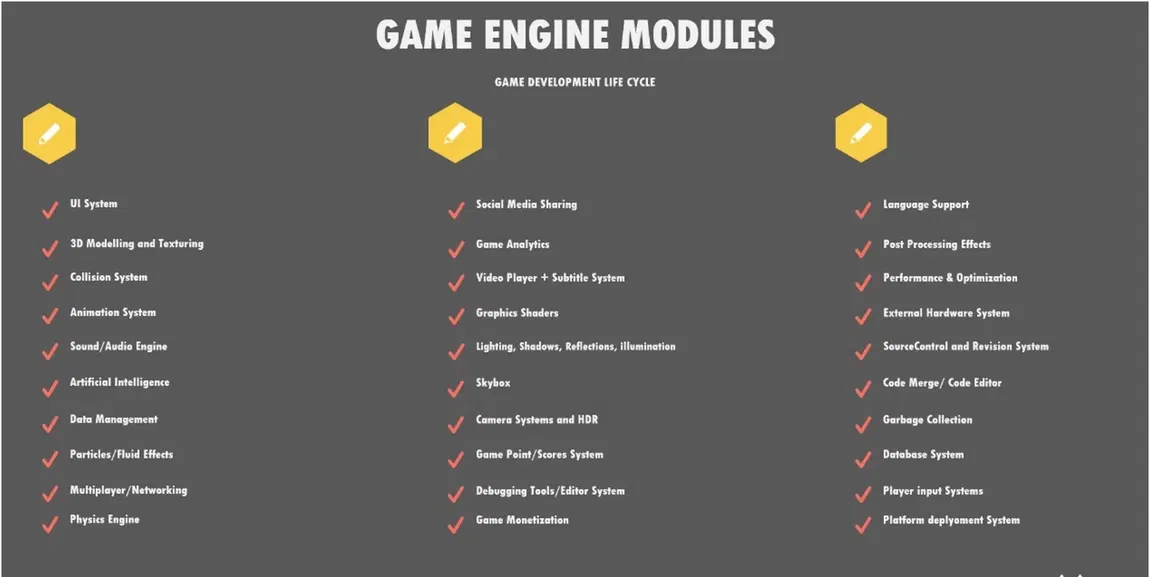 GAME ENGINE MODULES
GAME DEVELOPMENT LIFE CYCLE
UI System
3D Modelling and Texturing
Collision System
Animation System
Sound/Audio Engine
Artificial Intelligence
Data Management
Particles/Fluid Effects
Multiplayer/Networking
Physics Engine
Social Media Sharing
Game Analytics
Video Player + Subtitle System
Graphics Shaders
Lighting, Shadows, Reflections, illumination
Skybox
Camera Systems and HDR
Game Point/Scores System
Debugging Tools/Editor System
Game Monetization
Language Support
Post Processing Effects
Performance & Optimization
External Hardware System
SourceControl and Revision System
Code Merge/ Code Editor
Garbage Collection
Database System
Player input Systems
Platform deplyoment System